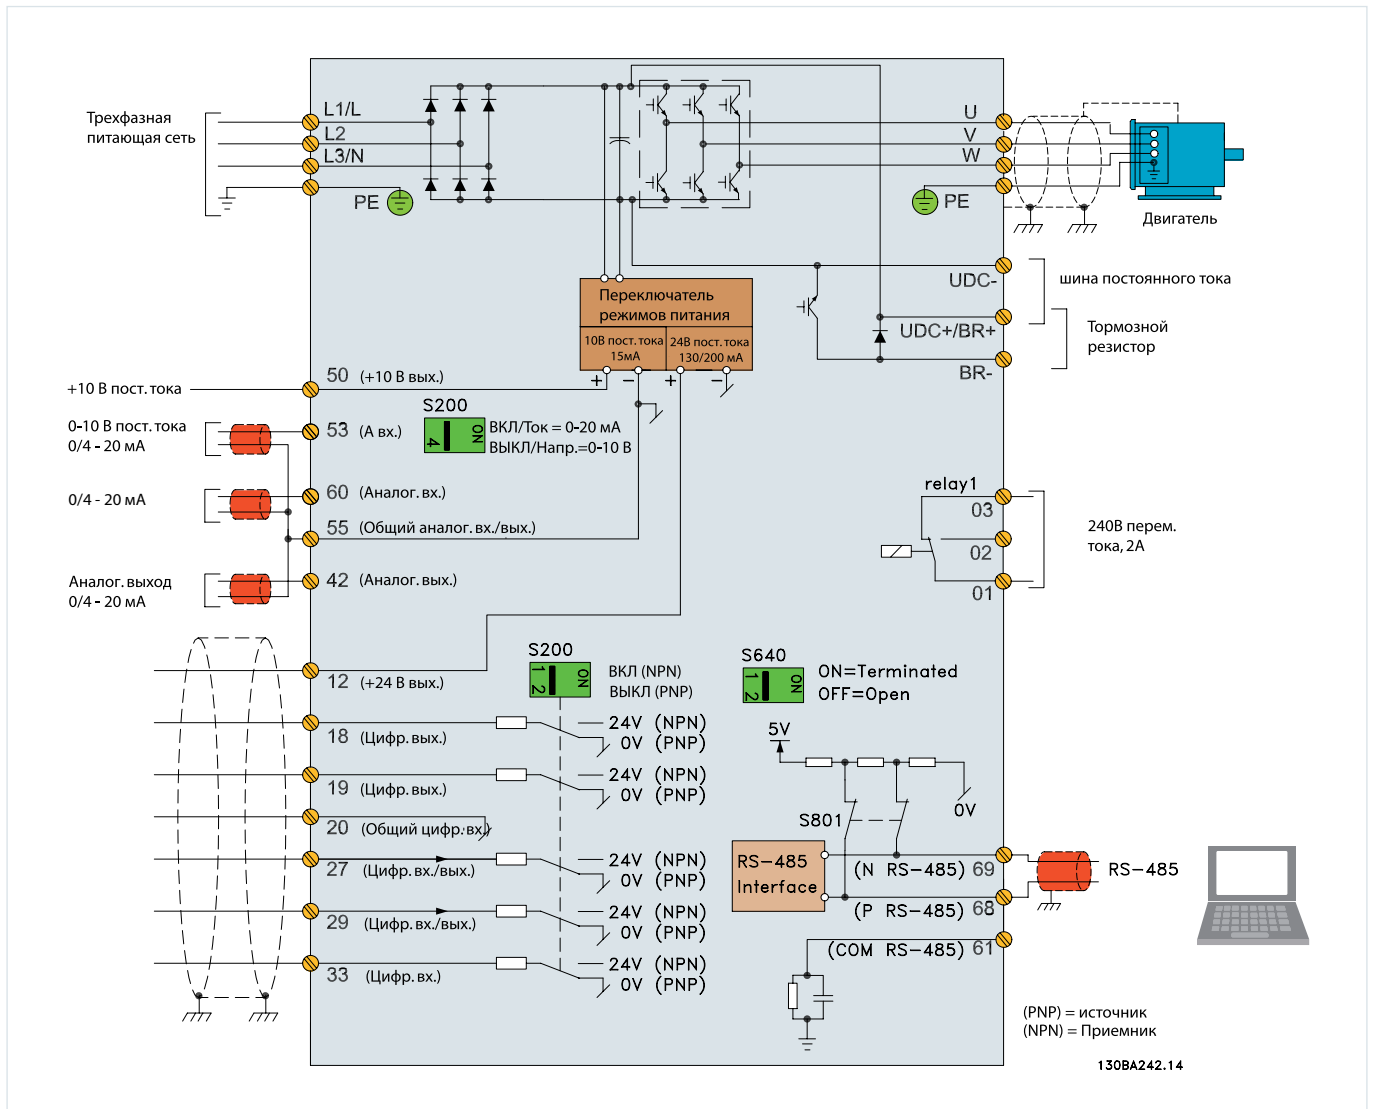 Трехфазная
питающая сеть
L1/L
L2
L3/N
PE
U
V
W
PE
Двигатель
UDC-
шина постоянного тока
UDC+/BR+
Тормозной
резистор
BR-
Переключатель
режимов питания
10В пост. тока
15мА
24В пост. тока
130/200 мА
+ − + −
+10 В пост. тока
50 (+10 В вых.)
S200
ON
4
ВКЛ/Ток = 0-20 мА
ВЫКЛ/Напр.=0-10 В
0-10 В пост. тока
0/4 - 20 мА
53 (А вх.)
0/4 - 20 мА
60 (Аналог. вх.)
55 (Общий аналог. вх./вых.)
Аналог. выход
0/4 - 20 мА
42 (Аналог. вых.)
relay1
03
02
01
240В перем.
тока, 2А
12 (+24 В вых.)
S200
1 2
ON
ВКЛ (NPN)
ВЫКЛ (PNP)
S640
1 2
ON
ON=Terminated
OFF=Open
18 (Цифр. вых.)
24V (NPN)
0V (PNP)
19 (Цифр. вых.)
24V (NPN)
0V (PNP)
20 (Общий цифр. вх.)
27 (Цифр. вх./вых.)
24V (NPN)
0V (PNP)
29 (Цифр. вх./вых.)
24V (NPN)
0V (PNP)
33 (Цифр. вх.)
24V (NPN)
0V (PNP)
5V
0V
S801
RS-485
Interface
(N RS-485) 69
(P RS-485) 68
(COM RS-485) 61
RS-485
(PNP) = источник
(NPN) = Приемник
130BA242.14